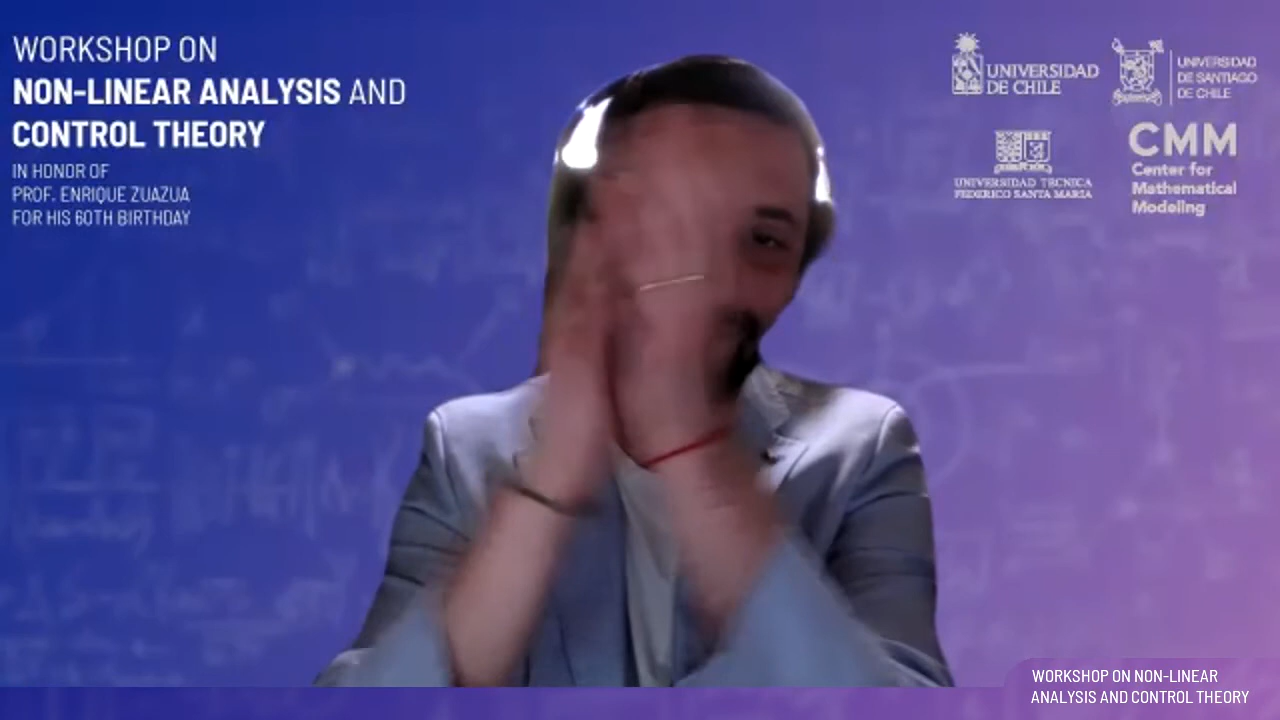 WORKSHOP ON
NON-LINEAR ANALYSIS AND
CONTROL THEORY
IN HONOR OF
PROF. ENRIQUE ZUAZUA
FOR HIS 60TH BIRTHDAY
UNIVERSIDAD
DE CHILE
UNIVERSIDAD
DE SANTIAGO
DE CHILE
UNIVERSIDAD TECNICA
FEDERICO SANTA MARIA
CMM
Center for
Mathematical
Modeling
WORKSHOP ON NON-LINEAR
ANALYSIS AND CONTROL THEORY